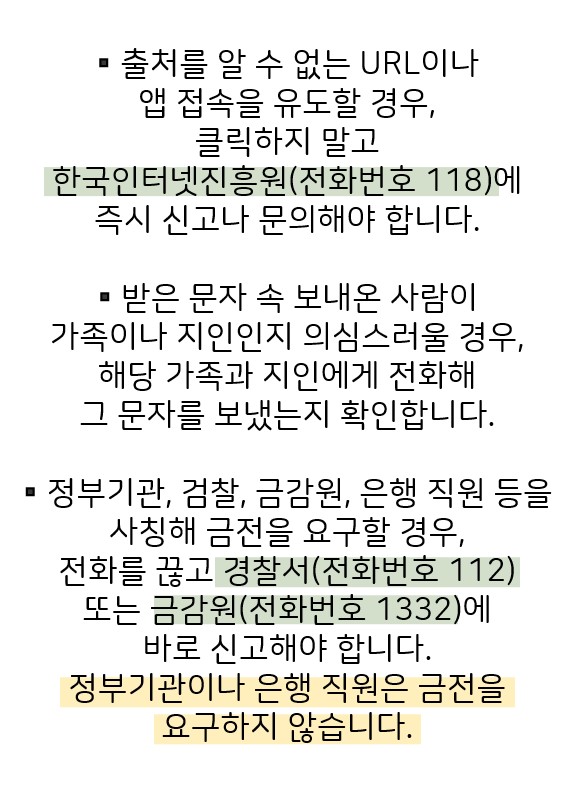 ▪ 출처를 알 수 없는 URL이나
앱 접속을 유도할 경우,
클릭하지 말고
한국인터넷진흥원(전화번호 118)에
즉시 신고나 문의해야 합니다.
▪ 받은 문자 속 보내온 사람이
가족이나 지인인지 의심스러울 경우,
해당 가족과 지인에게 전화해
그 문자를 보냈는지 확인합니다.
▪ 정부기관, 검찰, 금감원, 은행 직원 등을
사칭해 금전을 요구할 경우,
전화를 끊고 경찰서(전화번호 112)
또는 금감원(전화번호 1332)에
바로 신고해야 합니다.
정부기관이나 은행 직원은 금전을
요구하지 않습니다.